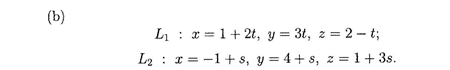 (b)
L₁ : x = 1 + 2t, y = 3t, z = 2 − t;
L₂ : x = −1 + s, y = 4 + s, z = 1 + 3s.